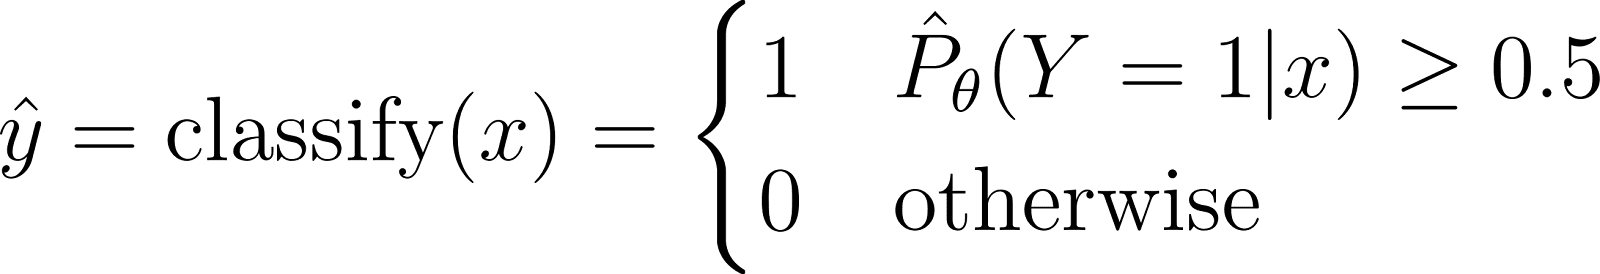 ŷ = classify(x) = { 1 P̂_θ(Y = 1|x) ≥ 0.5
0 otherwise